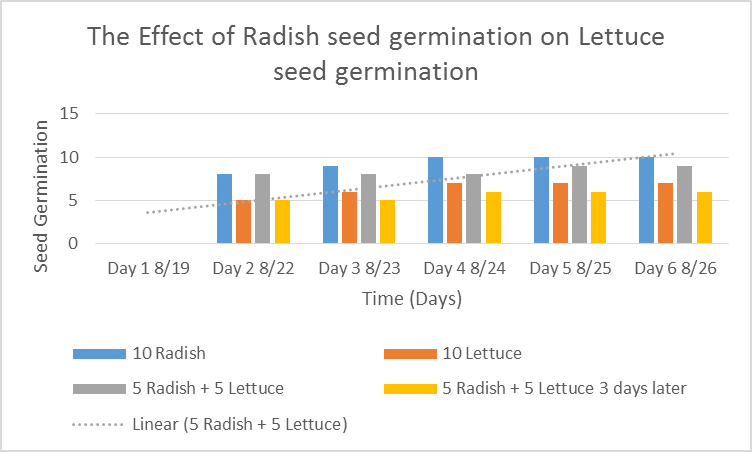 The Effect of Radish seed germination on Lettuce
seed germination
15
10
5
0
Seed Germination
Day 1 8/19 Day 2 8/22 Day 3 8/23 Day 4 8/24 Day 5 8/25 Day 6 8/26
Time (Days)
10 Radish 10 Lettuce
5 Radish + 5 Lettuce 5 Radish + 5 Lettuce 3 days later
Linear (5 Radish + 5 Lettuce)